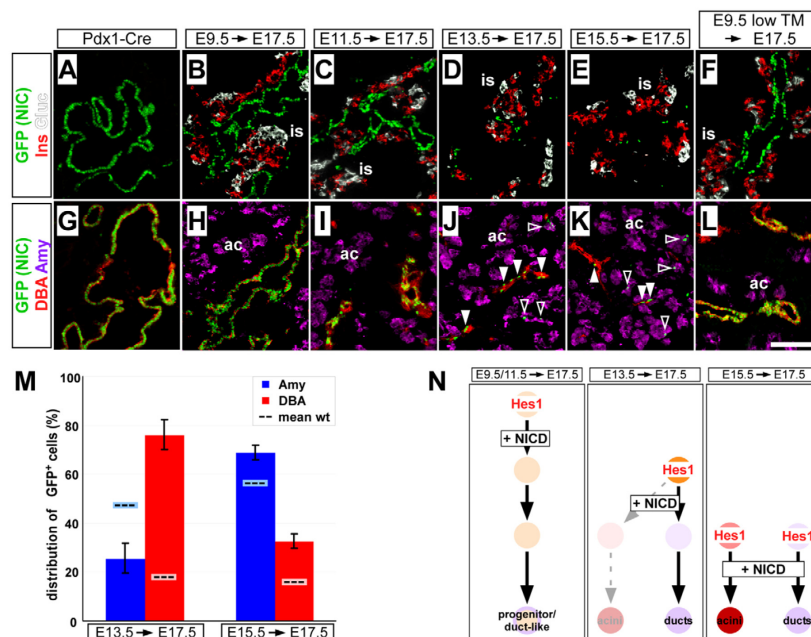 Pdx1-Cre
E9.5 → E17.5
E11.5 → E17.5
E13.5 → E17.5
E15.5 → E17.5
E9.5 low TM
→ E17.5
GFP (NIC)
Ins Gluc
A
B
is
C
is
D
is
E
is
F
is
GFP (NIC)
DBA Amy
G
H
ac
I
ac
J
ac
K
ac
L
ac
M
distribution of GFP+ cells (%)
100
80
60
40
20
0
Amy
DBA
mean wt
E13.5 → E17.5
E15.5 → E17.5
N
E9.5/11.5 → E17.5
E13.5 → E17.5
E15.5 → E17.5
Hes1
+ NICD
progenitor/
duct-like
Hes1
+ NICD
acini
ducts
Hes1
Hes1
+ NICD
acini
ducts